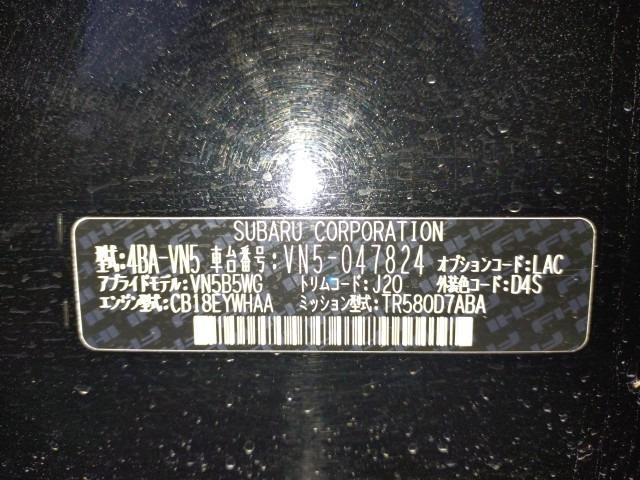 SUBARU CORPORATION
型式:4BA-VN5 車台番号:VN5-047824 オプションコード:LAC
アプライドモデル:VN5B5WG トリムコード:J20 外装色コード:D4S
エンジン型式:CB18EYWHAA ミッション型式:TR580D7ABA